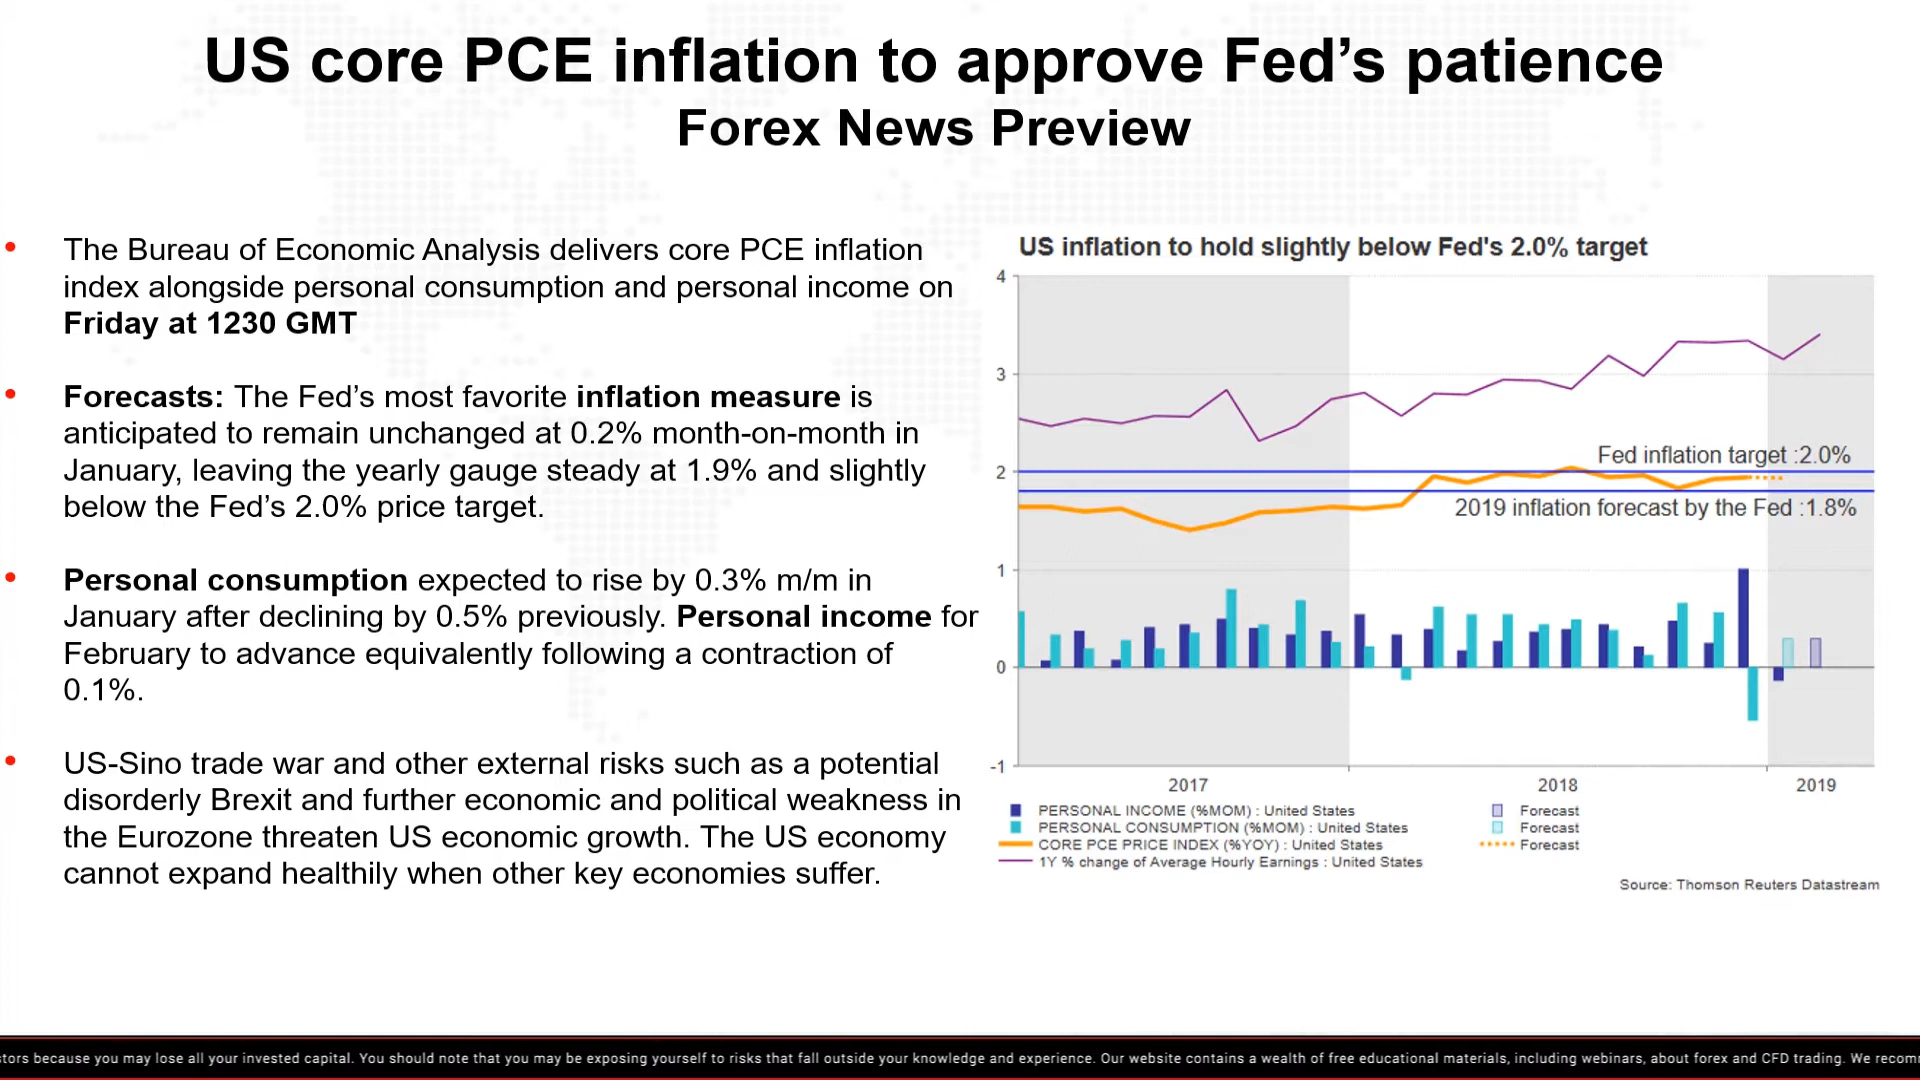 US core PCE inflation to approve Fed’s patience
Forex News Preview
• The Bureau of Economic Analysis delivers core PCE inflation
index alongside personal consumption and personal income on
Friday at 1230 GMT
• Forecasts: The Fed’s most favorite inflation measure is
anticipated to remain unchanged at 0.2% month-on-month in
January, leaving the yearly gauge steady at 1.9% and slightly
below the Fed’s 2.0% price target.
• Personal consumption expected to rise by 0.3% m/m in
January after declining by 0.5% previously. Personal income for
February to advance equivalently following a contraction of
0.1%.
• US-Sino trade war and other external risks such as a potential
disorderly Brexit and further economic and political weakness in
the Eurozone threaten US economic growth. The US economy
cannot expand healthily when other key economies suffer.
US inflation to hold slightly below Fed's 2.0% target
4
3
2
1
0
-1
Fed inflation target :2.0%
2019 inflation forecast by the Fed :1.8%
2017 2018 2019
PERSONAL INCOME (%MOM) : United States Forecast
PERSONAL CONSUMPTION (%MOM) : United States Forecast
CORE PCE PRICE INDEX (%YOY) : United States Forecast
1Y % change of Average Hourly Earnings : United States
Source: Thomson Reuters Datastream
tors because you may lose all your invested capital. You should note that you may be exposing yourself to risks that fall outside your knowledge and experience. Our website contains a wealth of free educational materials, including webinars, about forex and CFD trading. We recom